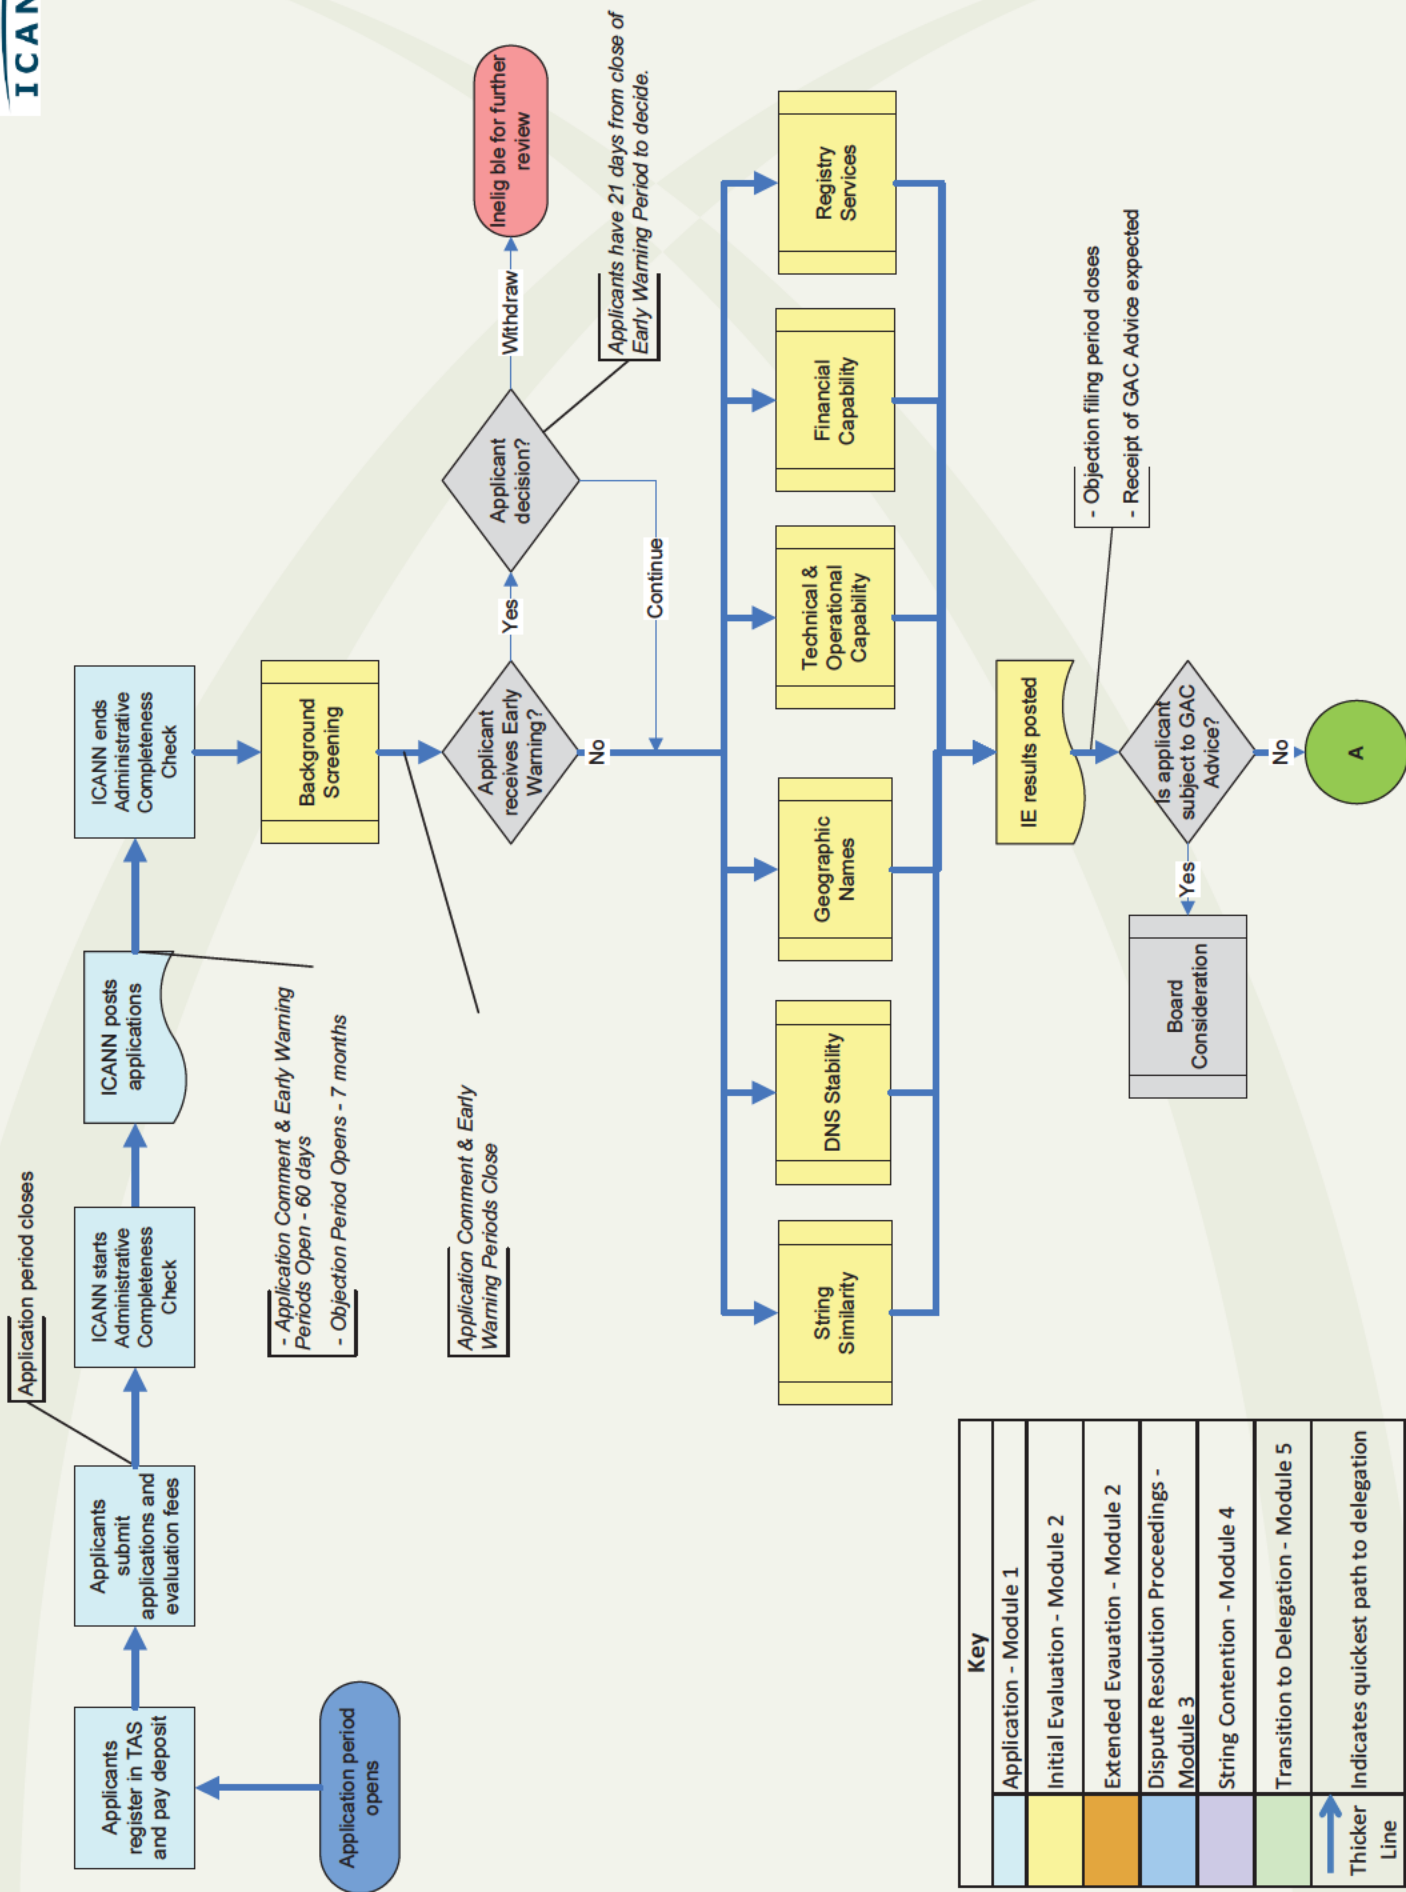 ICAN
Application period
opens
Applicants
register in TAS
and pay deposit
Applicants
submit
applications and
evaluation fees
Application period closes
ICANN starts
Administrative
Completeness
Check
ICANN posts
applications
- Application Comment & Early Warning
Periods Open - 60 days
- Objection Period Opens - 7 months
ICANN ends
Administrative
Completeness
Check
Background
Screening
Application Comment & Early
Warning Periods Close
Applicant
receives Early
Warning?
Yes
Applicant
decision?
Withdraw
Inelig ble for further
review
Applicants have 21 days from close of
Early Warning Period to decide.
Continue
No
String
Similarity
DNS Stability
Geographic
Names
Technical &
Operational
Capability
Financial
Capability
Registry
Services
IE results posted
- Objection filing period closes
- Receipt of GAC Advice expected
Is applicant
subject to GAC
Advice?
Yes
Board
Consideration
No
A
Key
Application - Module 1
Initial Evaluation - Module 2
Extended Evauation - Module 2
Dispute Resolution Proceedings -
Module 3
String Contention - Module 4
Transition to Delegation - Module 5
Thicker
Line
Indicates quickest path to delegation